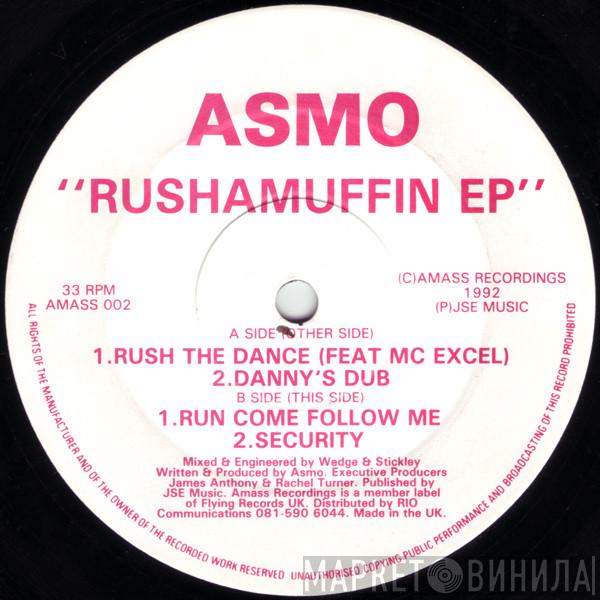 ASMO
"RUSHAMUFFIN EP"
33 RPM
AMASS 002
(C)AMASS RECORDINGS
1992
(P)JSE MUSIC
A SIDE (OTHER SIDE)
1.RUSH THE DANCE (FEAT MC EXCEL)
2.DANNY'S DUB
B SIDE (THIS SIDE)
1.RUN COME FOLLOW ME
2.SECURITY
Mixed & Engineered by Wedge & Stickley
Written & Produced by Asmo. Executive Producers
James Anthony & Rachel Turner. Published by
JSE Music. Amass Recordings is a member label
of Flying Records UK. Distributed by RIO
Communications 081-590 6044. Made in the UK.
ALL RIGHTS OF THE MANUFACTURER AND OF THE OWNER OF THE RECORDED WORK RESERVED UNAUTHORISED COPYING PUBLIC PERFORMANCE AND BROADCASTING OF THIS RECORD PROHIBITED
МАРКЕТ ВИНИЛА